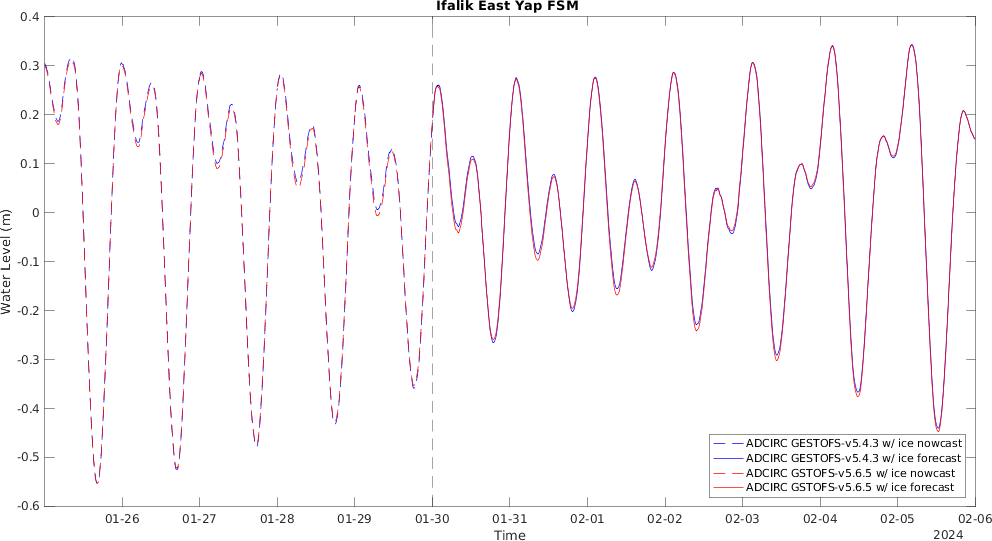 Ifalik East Yap FSM
0.4
0.3
0.2
0.1
0
-0.1
-0.2
-0.3
-0.4
-0.5
-0.6
Water Level (m)
ADCIRC GESTOFS-v5.4.3 w/ ice nowcast
ADCIRC GESTOFS-v5.4.3 w/ ice forecast
ADCIRC GSTOFS-v5.6.5 w/ ice nowcast
ADCIRC GSTOFS-v5.6.5 w/ ice forecast
01-26 01-27 01-28 01-29 01-30 01-31 02-01 02-02 02-03 02-04 02-05 02-06
Time
2024